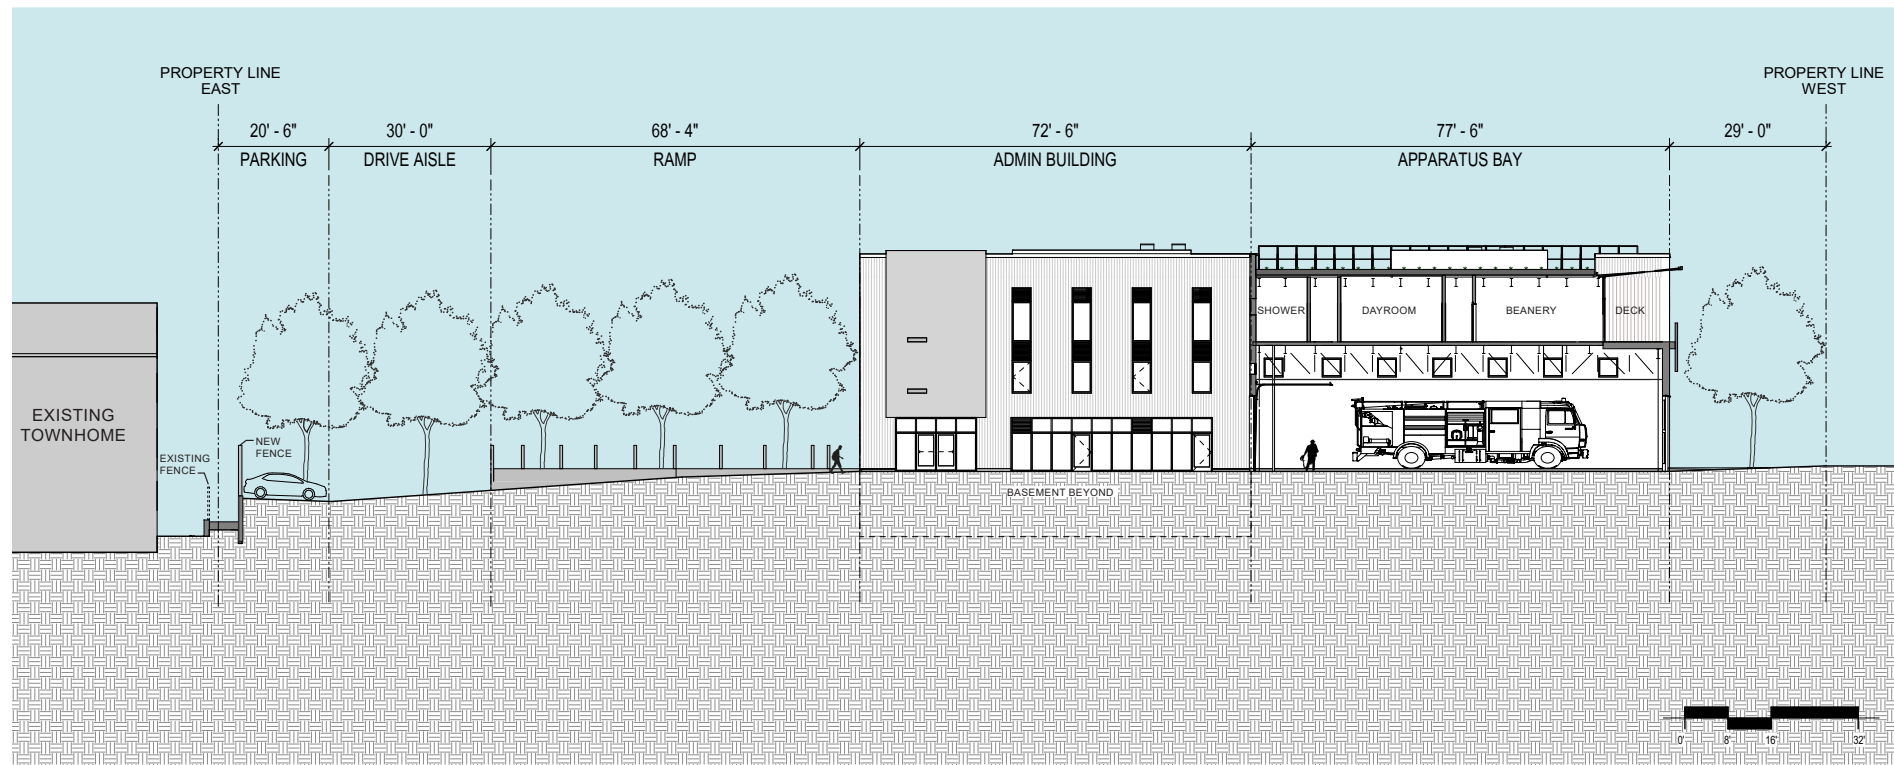 PROPERTY LINE
EAST
PROPERTY LINE
WEST
20' - 6"
30' - 0"
68' - 4"
72' - 6"
77' - 6"
29' - 0"
PARKING
DRIVE AISLE
RAMP
ADMIN BUILDING
APPARATUS BAY
SHOWER
DAYROOM
BEANERY
DECK
EXISTING
TOWNHOME
NEW
FENCE
EXISTING
FENCE
BASEMENT BEYOND
0'
8'
16'
32'